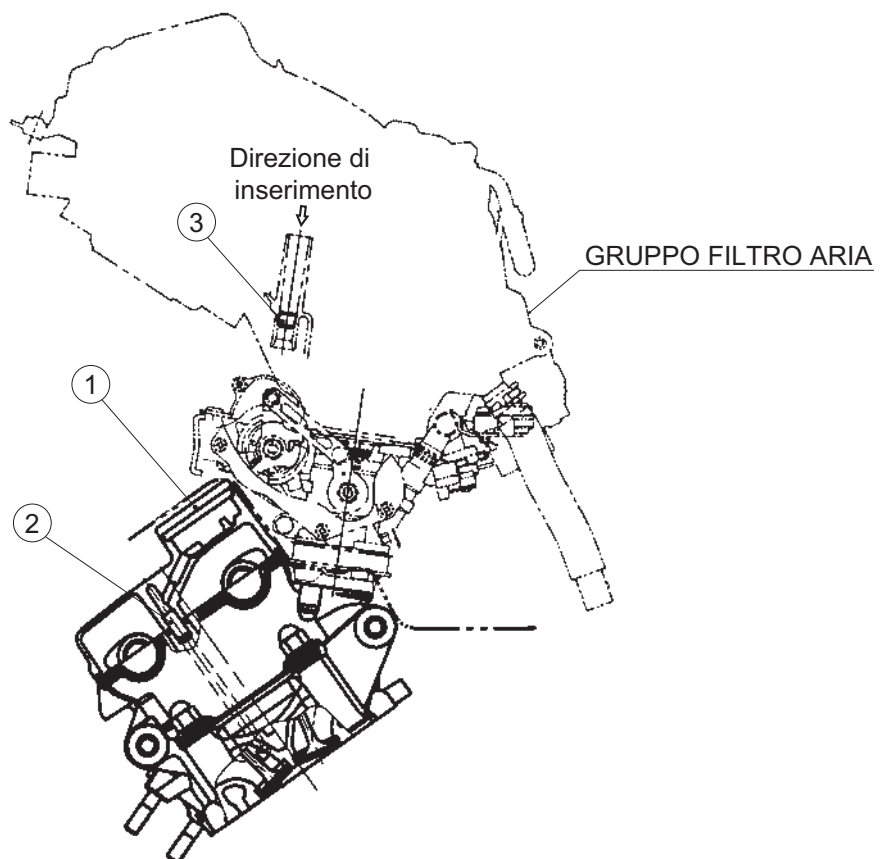 Direzione di
inserimento
3
GRUPPO FILTRO ARIA
1
2